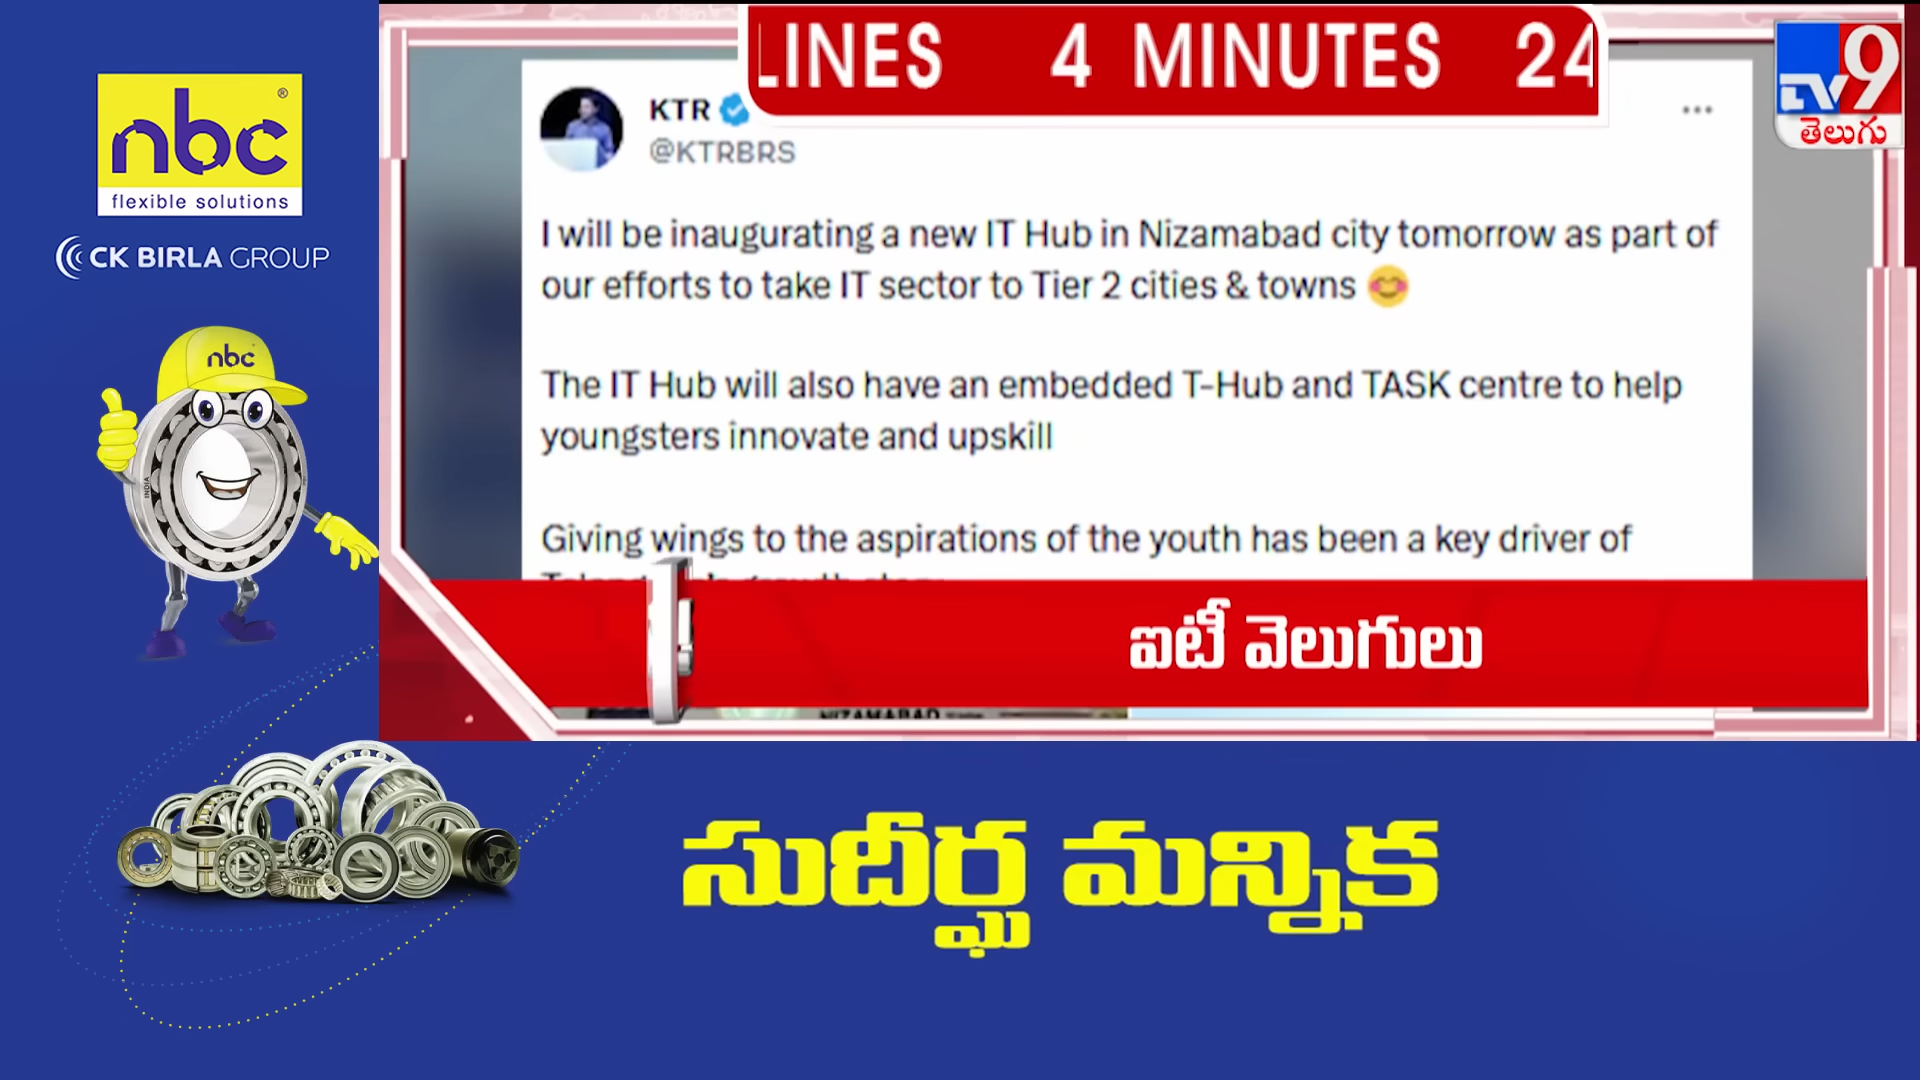 LINES 4 MINUTES 24
TV9
తెలుగు
nbc
flexible solutions
CK BIRLA GROUP
nbc
INDIA
KTR
@KTRBRS
I will be inaugurating a new IT Hub in Nizamabad city tomorrow as part of
our efforts to take IT sector to Tier 2 cities & towns 😊
The IT Hub will also have an embedded T-Hub and TASK centre to help
youngsters innovate and upskill
Giving wings to the aspirations of the youth has been a key driver of
ఐటీ వెలుగులు
NIZAMABAD
సుదీర్ఘ మన్నిక